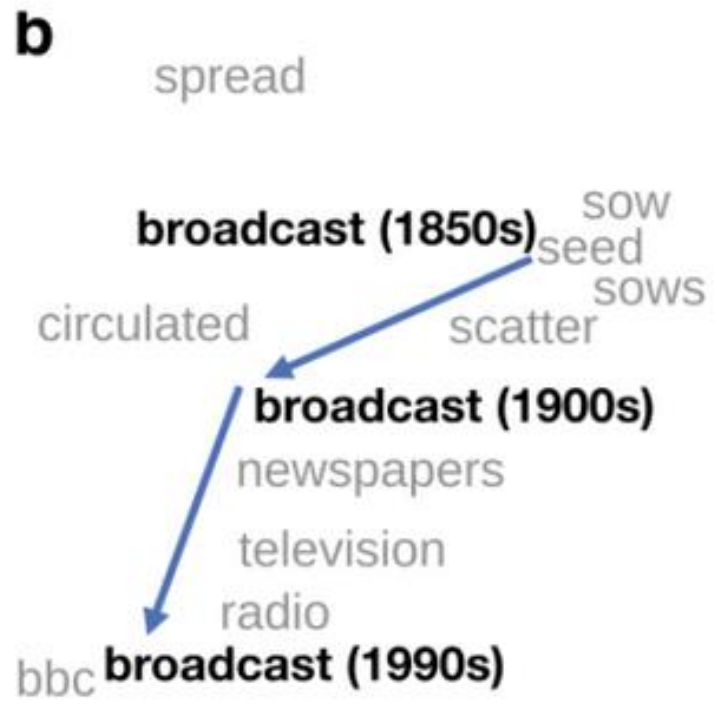 b
spread
sow
broadcast (1850s)
seed
sows
circulated
scatter
broadcast (1900s)
newspapers
television
radio
bbc
broadcast (1990s)